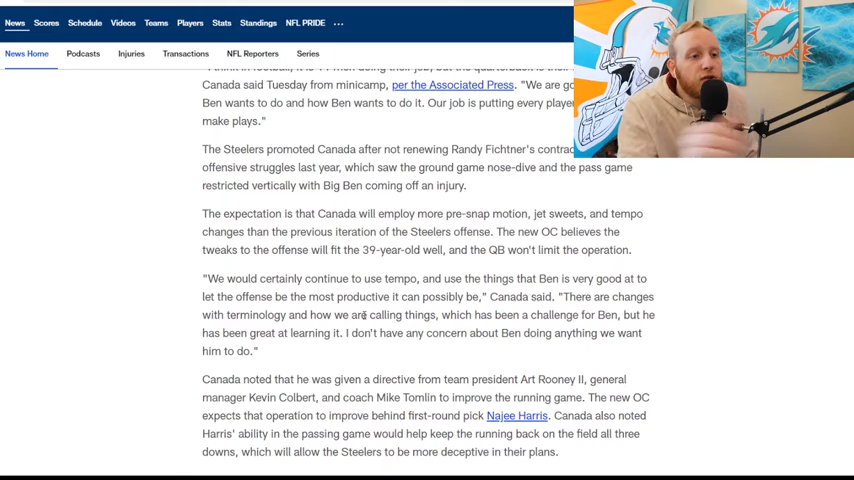 News Scores Schedule Videos Teams Players Stats Standings NFL PRIDE ...
News Home Podcasts Injuries Transactions NFL Reporters Series
Canada said Tuesday from minicamp, per the Associated Press. "We are go
Ben wants to do and how Ben wants to do it. Our job is putting every player
make plays."
The Steelers promoted Canada after not renewing Randy Fichtner's contrac
offensive struggles last year, which saw the ground game nose-dive and the pass game
restricted vertically with Big Ben coming off an injury.
The expectation is that Canada will employ more pre-snap motion, jet sweets, and tempo
changes than the previous iteration of the Steelers offense. The new OC believes the
tweaks to the offense will fit the 39-year-old well, and the QB won't limit the operation.
"We would certainly continue to use tempo, and use the things that Ben is very good at to
let the offense be the most productive it can possibly be," Canada said. "There are changes
with terminology and how we are calling things, which has been a challenge for Ben, but he
has been great at learning it. I don't have any concern about Ben doing anything we want
him to do."
Canada noted that he was given a directive from team president Art Rooney II, general
manager Kevin Colbert, and coach Mike Tomlin to improve the running game. The new OC
expects that operation to improve behind first-round pick Najee Harris. Canada also noted
Harris' ability in the passing game would help keep the running back on the field all three
downs, which will allow the Steelers to be more deceptive in their plans.